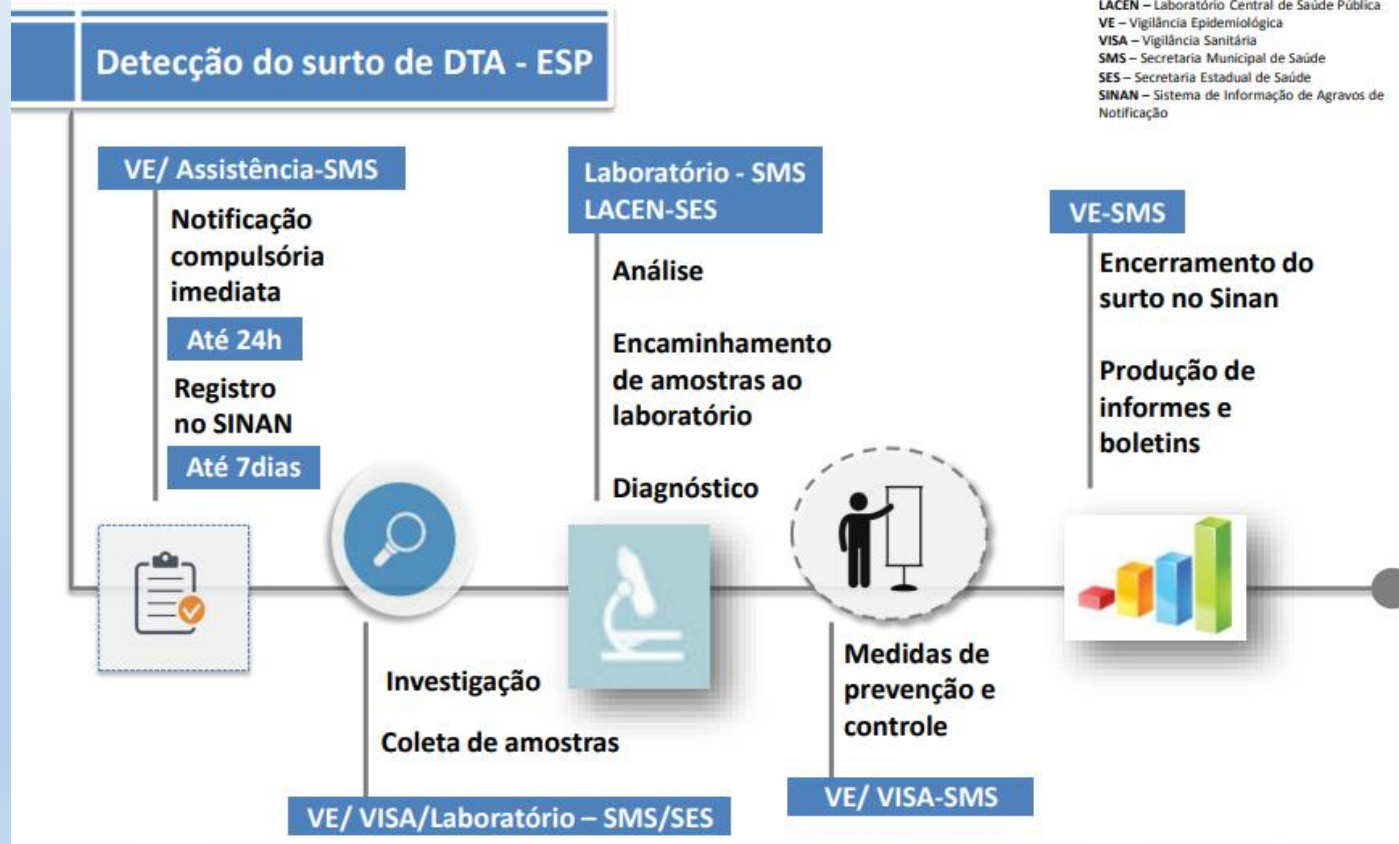 LACEN – Laboratório Central de Saúde Pública
VE – Vigilância Epidemiológica
VISA – Vigilância Sanitária
SMS – Secretaria Municipal de Saúde
SES – Secretaria Estadual de Saúde
SINAN – Sistema de Informação de Agravos de
Notificação
Detecção do surto de DTA - ESP
VE/ Assistência-SMS
Notificação
compulsória
imediata
Até 24h
Registro
no SINAN
Até 7dias
Investigação
Coleta de amostras
VE/ VISA/Laboratório – SMS/SES
Laboratório - SMS
LACEN-SES
Análise
Encaminhamento
de amostras ao
laboratório
Diagnóstico
Medidas de
prevenção e
controle
VE/ VISA-SMS
VE-SMS
Encerramento do
surto no Sinan
Produção de
informes e
boletins